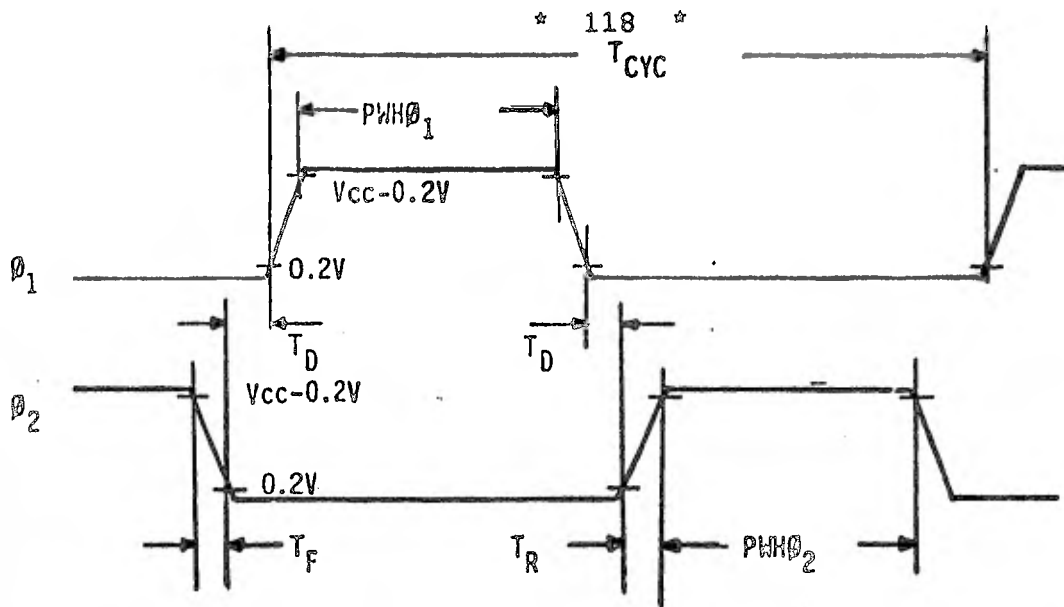 * 118 *
T_CYC
PWHØ_1
Vcc-0.2V
Ø_1
0.2V
T_D T_D
Vcc-0.2V
Ø_2
0.2V
T_F T_R PWHØ_2